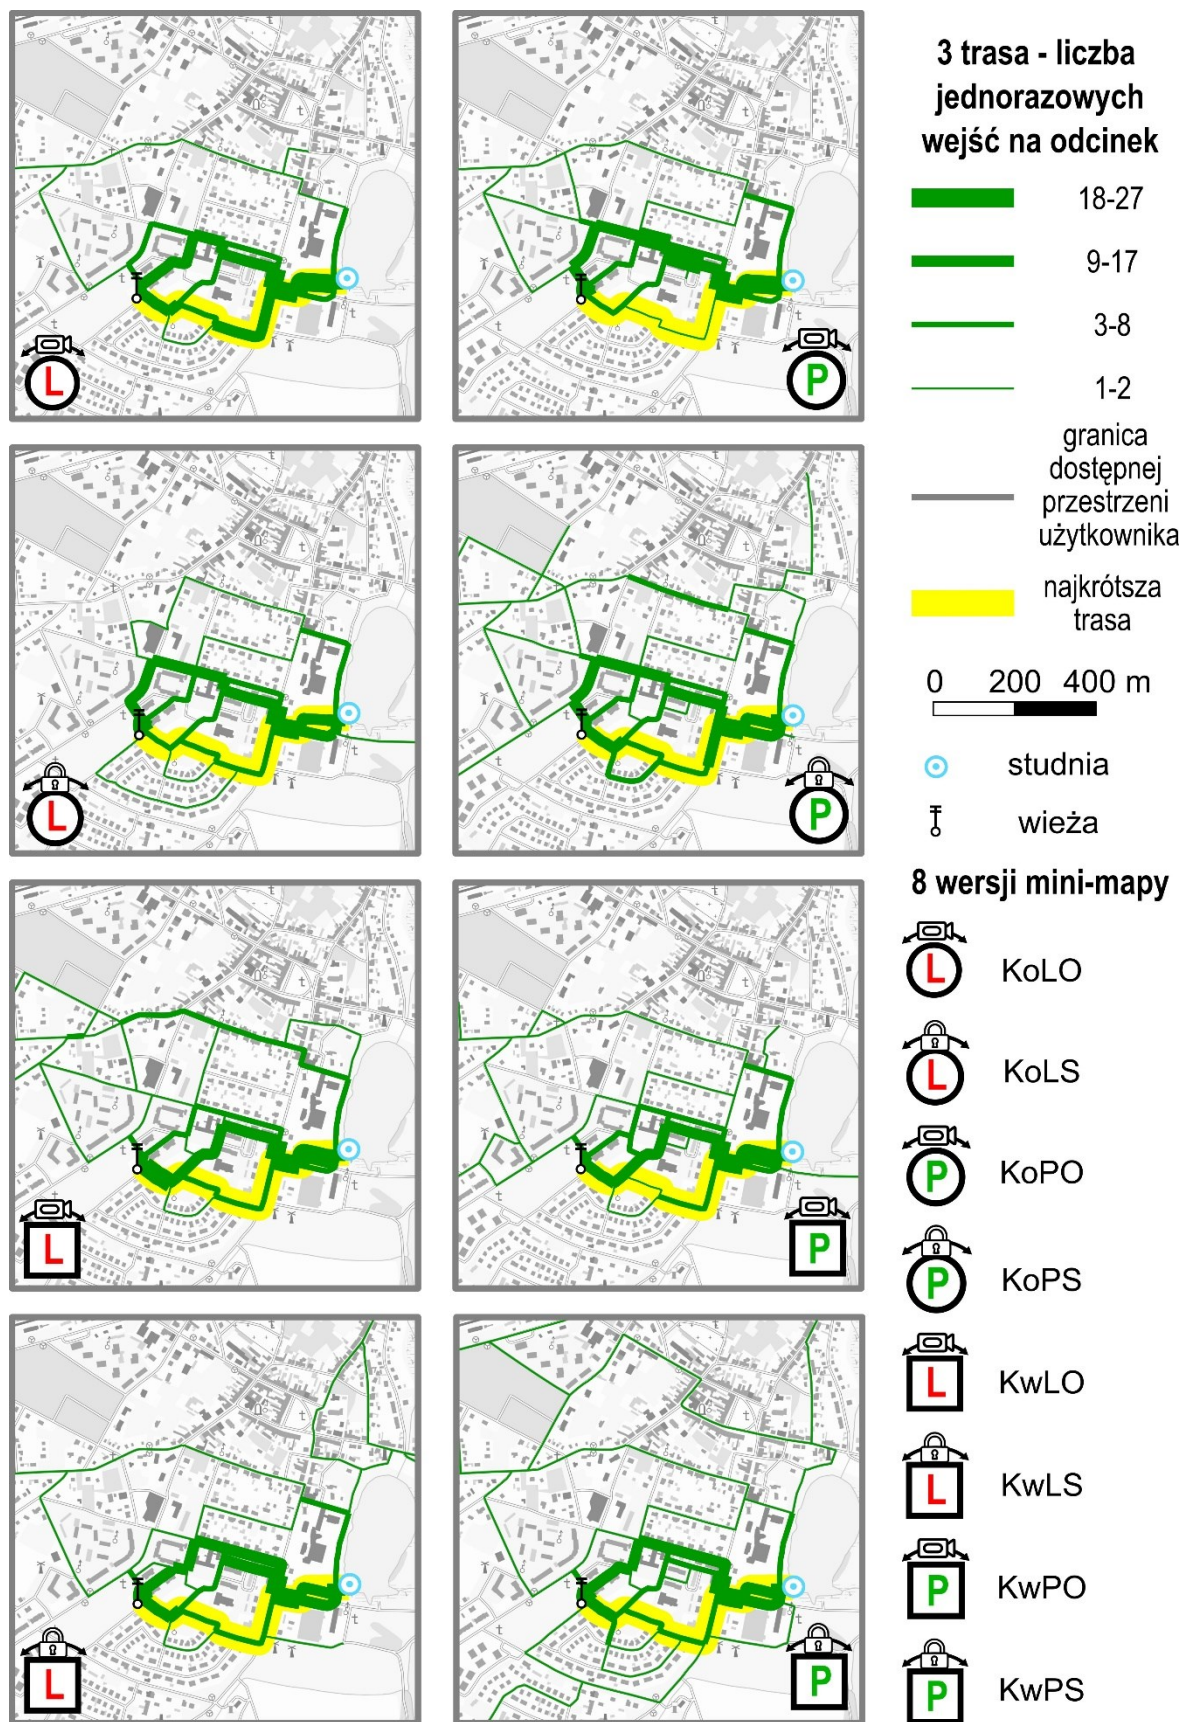 3 trasa - liczba
jednorazowych
wejść na odcinek
18-27
9-17
3-8
1-2
granica
dostępnej
przestrzeni
użytkownika
najkrótsza
trasa
0 200 400 m
studnia
wieża
8 wersji mini-mapy
L KoLO
L KoLS
P KoPO
P KoPS
L KwLO
L KwLS
P KwPO
P KwPS
L
P
L
P
L
P
L
P